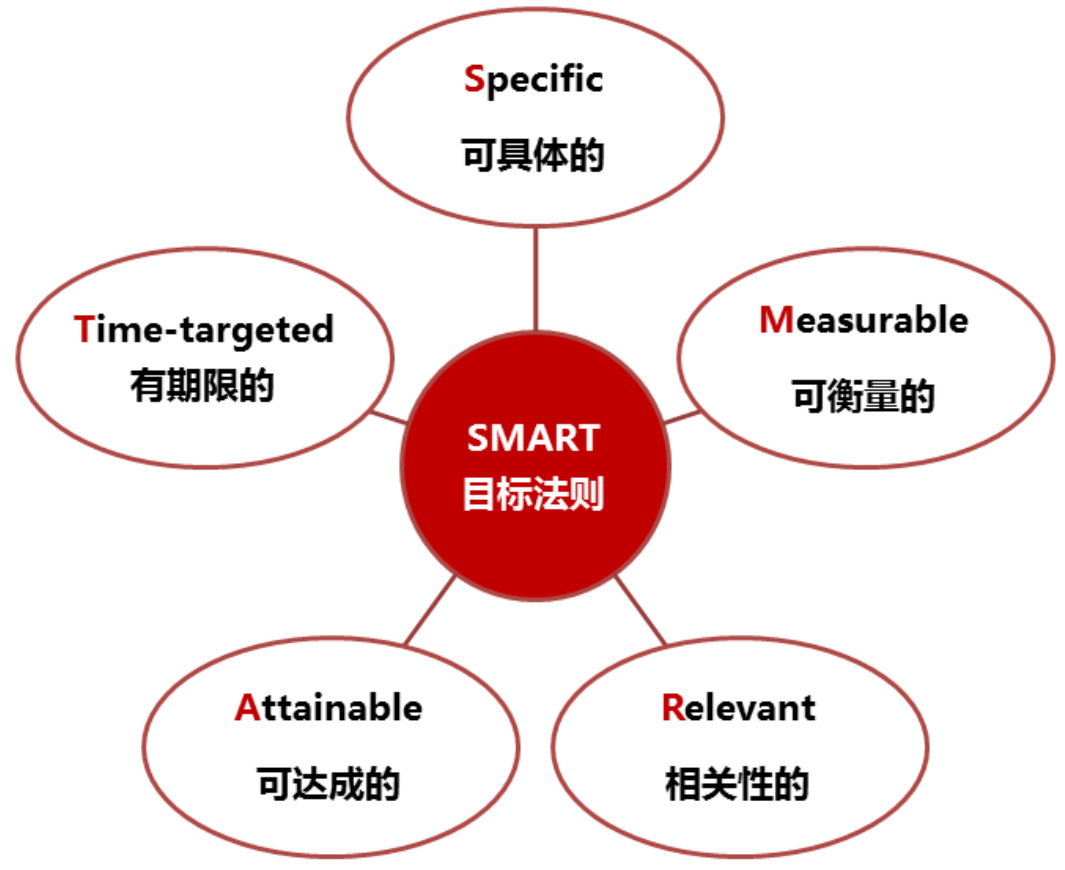 Specific
可具体的
Time-targeted
有期限的
Measurable
可衡量的
SMART
目标法则
Attainable
可达成的
Relevant
相关性的